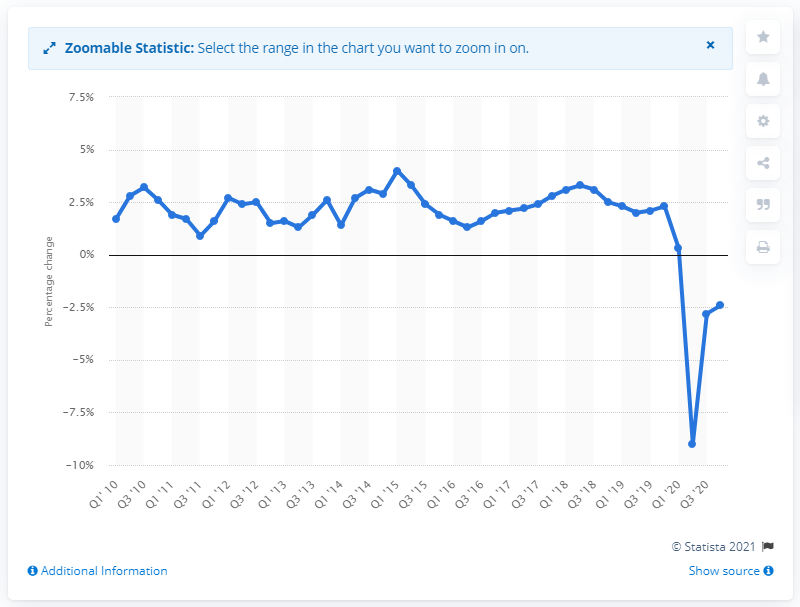 Zoomable Statistic: Select the range in the chart you want to zoom in on.
7.5%
5%
2.5%
0%
−2.5%
−5%
−7.5%
−10%
Percentage change
Q1' 10
Q3 '10
Q1 '11
Q3 '11
Q1 '12
Q3 '12
Q1 '13
Q3 '13
Q1 '14
Q3 '14
Q1 '15
Q3 '15
Q1 '16
Q3 '16
Q1 '17
Q3 '17
Q1 '18
Q3 '18
Q1 '19
Q3 '19
Q1 '20
Q3 '20
© Statista 2021
Additional Information
Show source